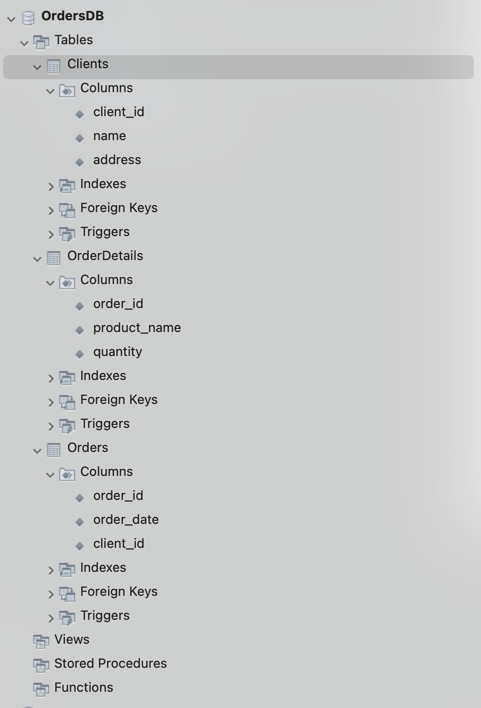 OrdersDB
Tables
Clients
Columns
client_id
name
address
Indexes
Foreign Keys
Triggers
OrderDetails
Columns
order_id
product_name
quantity
Indexes
Foreign Keys
Triggers
Orders
Columns
order_id
order_date
client_id
Indexes
Foreign Keys
Triggers
Views
Stored Procedures
Functions